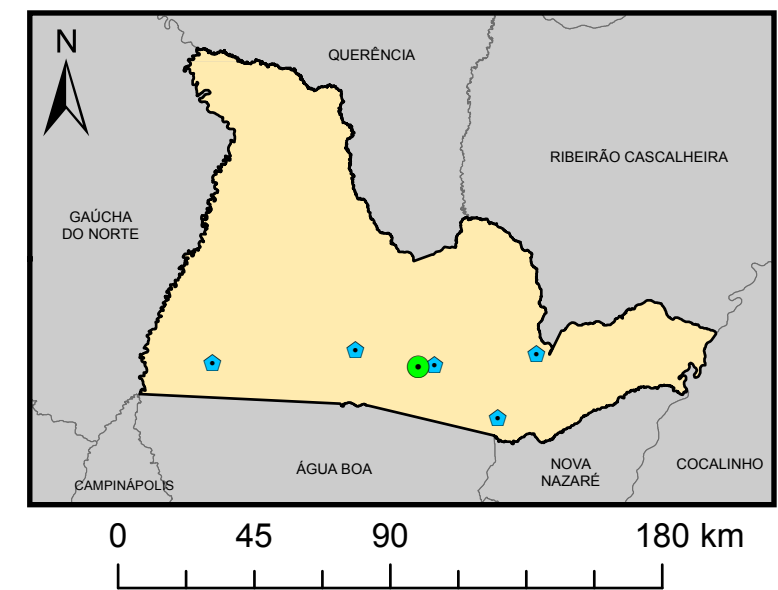 N
QUERÊNCIA
RIBEIRÃO CASCALHEIRA
GAÚCHA
DO NORTE
CAMPINÁPOLIS
ÁGUA BOA
NOVA
NAZARÉ
COCALINHO
0 45 90 180 km